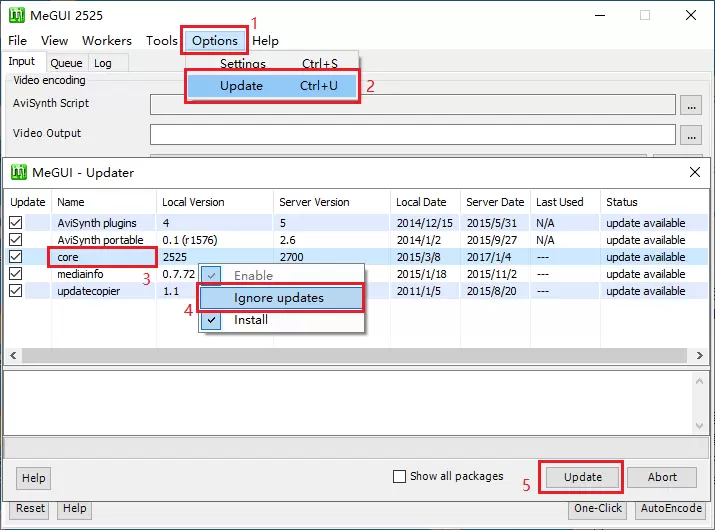 MeGUI 2525
1
File View Workers Tools Options Help
Input Queue Log
Settings Ctrl+S
Update Ctrl+U 2
Video encoding
AviSynth Script ...
Video Output ...
MeGUI - Updater
Update Name Local Version Server Version Local Date Server Date Last Used Status
AviSynth plugins 4 5 2014/12/15 2015/5/31 N/A update available
AviSynth portable 0.1 (r1576) 2.6 2014/1/2 2015/9/27 N/A update available
core 2525 2700 2015/3/8 2017/1/4 --- update available
3
mediainfo 0.7.72 2015/1/18 2015/11/2 --- update available
updatecopier 1.1 2011/1/5 2015/8/20 --- update available
Enable
4 Ignore updates
Install
Help Show all packages 5 Update Abort
Reset Help One-Click AutoEncode